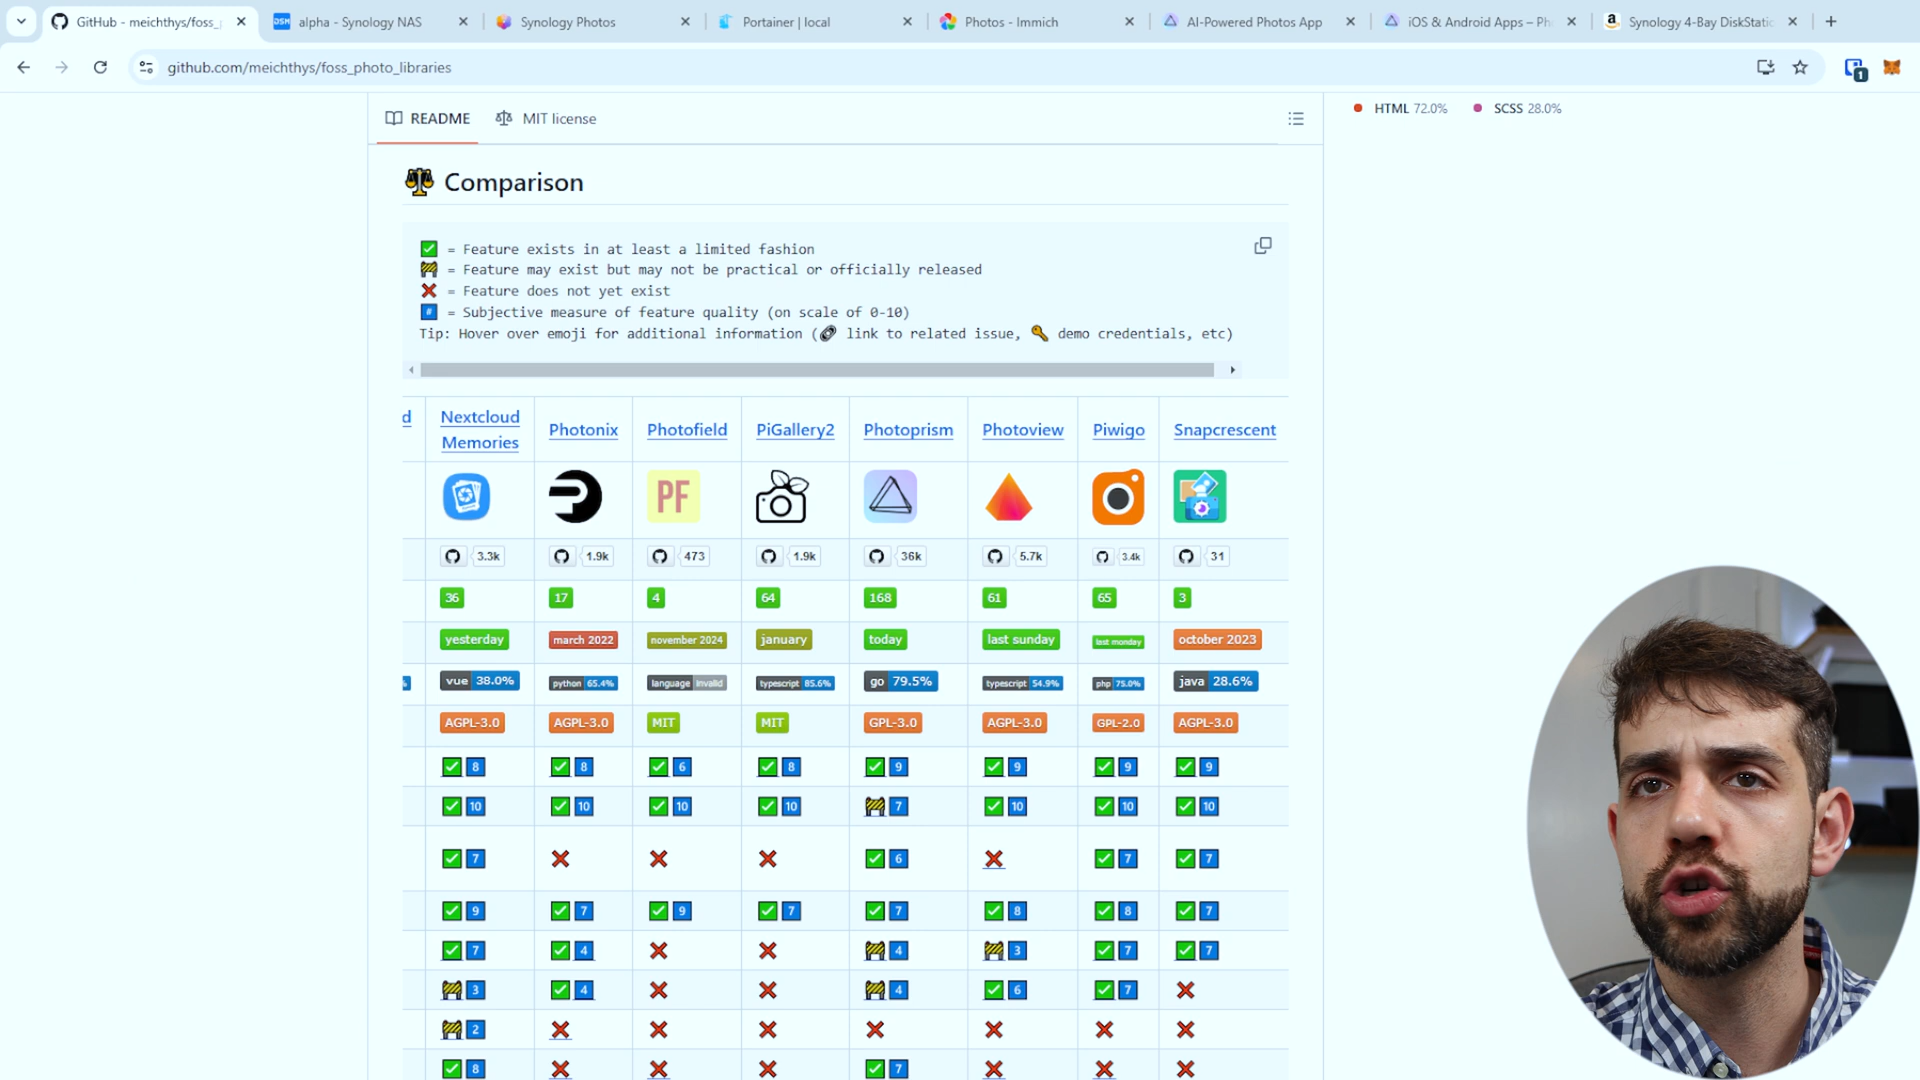 GitHub - meichthys/foss_
alpha - Synology NAS
Synology Photos
Portainer | local
Photos - Immich
AI-Powered Photos App
iOS & Android Apps – Ph
Synology 4-Bay DiskStatic
github.com/meichthys/foss_photo_libraries
1
README
MIT license
HTML 72.0%
SCSS 28.0%
Comparison
= Feature exists in at least a limited fashion
= Feature may exist but may not be practical or officially released
= Feature does not yet exist
# = Subjective measure of feature quality (on scale of 0-10)
Tip: Hover over emoji for additional information ( link to related issue, demo credentials, etc)
d Nextcloud Memories Photonix Photofield PiGallery2 Photoprism Photoview Piwigo Snapcrescent
PF
3.3k 1.9k 473 1.9k 36k 5.7k 3.4k 31
36 17 4 64 168 61 65 3
yesterday march 2022 november 2024 january today last sunday last monday october 2023
% vue 38.0% python 65.4% language invalid typescript 85.6% go 79.5% typescript 54.9% php 75.0% java 28.6%
AGPL-3.0 AGPL-3.0 MIT MIT GPL-3.0 AGPL-3.0 GPL-2.0 AGPL-3.0
8 8 6 8 9 9 9 9
10 10 10 10 7 10 10 10
7 6 7 7
9 7 9 7 7 8 8 7
7 4 4 3 7 7
3 4 4 6 7
2
8 7